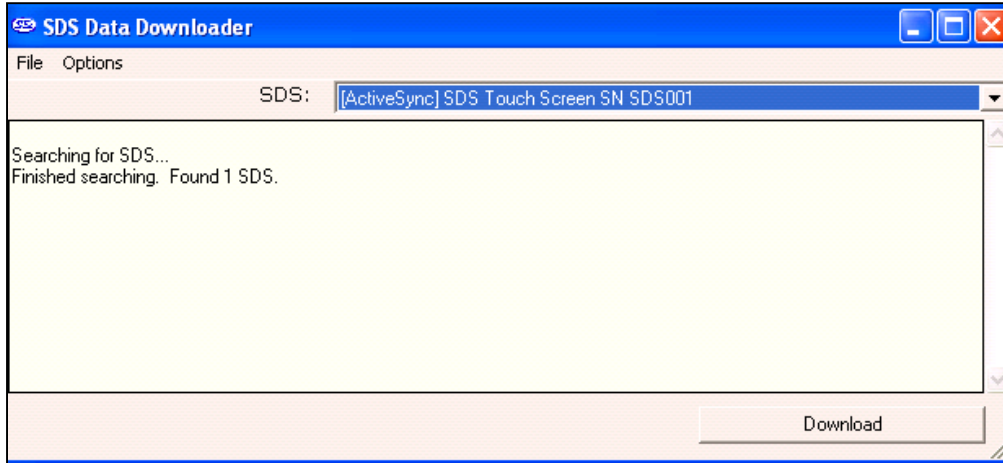 SDS Data Downloader
File Options
SDS: [ActiveSync] SDS Touch Screen SN SDS001
Searching for SDS...
Finished searching. Found 1 SDS.
Download